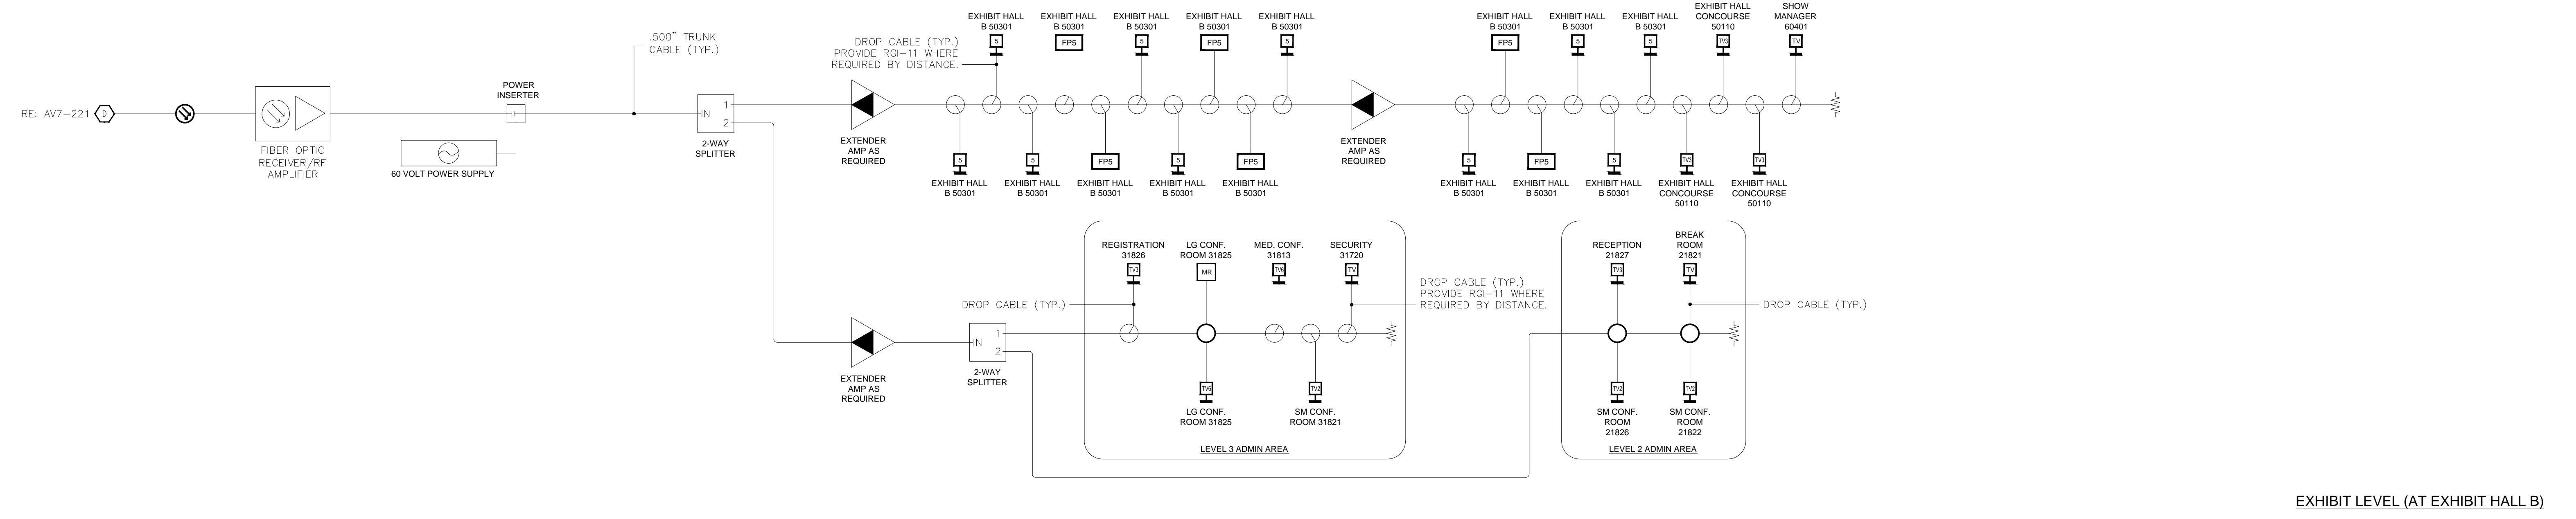 EXHIBIT HALL
B 50301
EXHIBIT HALL
B 50301
EXHIBIT HALL
B 50301
EXHIBIT HALL
B 50301
EXHIBIT HALL
B 50301
EXHIBIT HALL
B 50301
EXHIBIT HALL
B 50301
EXHIBIT HALL
B 50301
EXHIBIT HALL
CONCOURSE
50110
SHOW
MANAGER
60401
5
FP5
5
FP5
5
FP5
5
5
TV3
TV
.500" TRUNK
CABLE (TYP.)
DROP CABLE (TYP.)
PROVIDE RGI-11 WHERE
REQUIRED BY DISTANCE.
RE: AV7-221
D
POWER
INSERTER
FIBER OPTIC
RECEIVER/RF
AMPLIFIER
60 VOLT POWER SUPPLY
IN
1
2
2-WAY
SPLITTER
EXTENDER
AMP AS
REQUIRED
EXTENDER
AMP AS
REQUIRED
5
5
FP5
5
FP5
5
FP5
5
TV3
TV3
EXHIBIT HALL
B 50301
EXHIBIT HALL
B 50301
EXHIBIT HALL
B 50301
EXHIBIT HALL
B 50301
EXHIBIT HALL
B 50301
EXHIBIT HALL
B 50301
EXHIBIT HALL
B 50301
EXHIBIT HALL
B 50301
EXHIBIT HALL
CONCOURSE
50110
EXHIBIT HALL
CONCOURSE
50110
REGISTRATION
31826
TV3
LG CONF.
ROOM 31825
MR
MED. CONF.
31813
TV6
SECURITY
31720
TV
DROP CABLE (TYP.)
DROP CABLE (TYP.)
PROVIDE RGI-11 WHERE
REQUIRED BY DISTANCE.
RECEPTION
21827
TV3
BREAK
ROOM
21821
TV
DROP CABLE (TYP.)
EXTENDER
AMP AS
REQUIRED
IN
1
2
2-WAY
SPLITTER
TV6
LG CONF.
ROOM 31825
TV2
SM CONF.
ROOM 31821
LEVEL 3 ADMIN AREA
TV2
SM CONF.
ROOM
21826
TV2
SM CONF.
ROOM
21822
LEVEL 2 ADMIN AREA
EXHIBIT LEVEL (AT EXHIBIT HALL B)